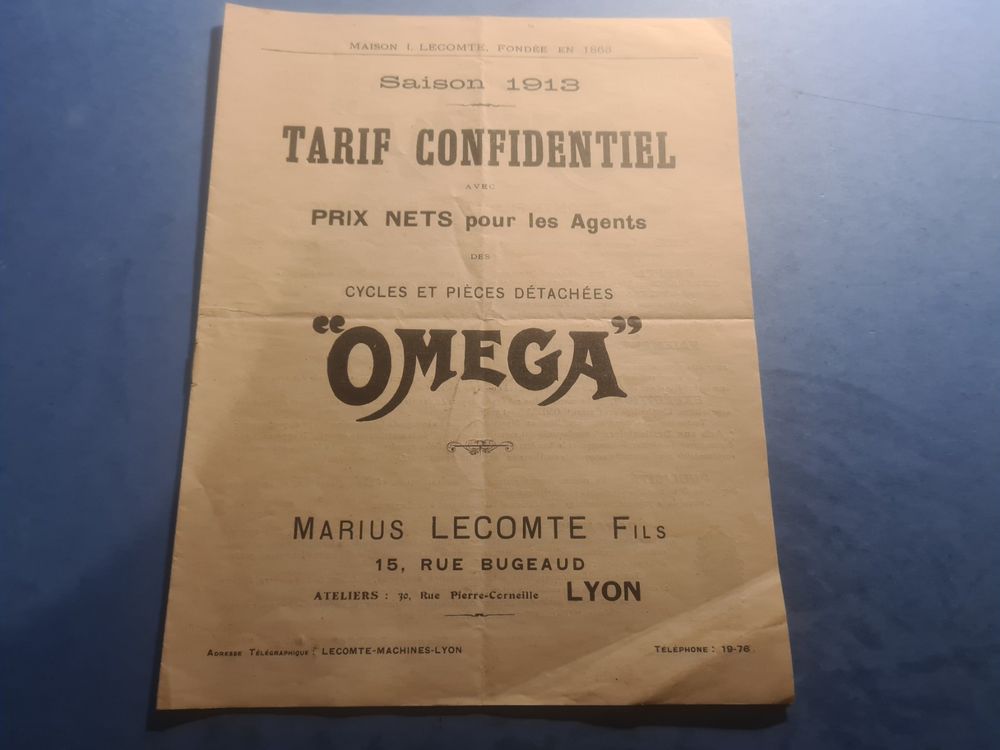 MAISON I. LECOMTE, FONDÉE EN 1863
Saison 1913
TARIF CONFIDENTIEL
AVEC
PRIX NETS pour les Agents
DES
CYCLES ET PIÈCES DÉTACHÉES
"OMEGA"
MARIUS LECOMTE FILS
15, RUE BUGEAUD
ATELIERS : 30, Rue Pierre-Corneille LYON
ADRESSE TÉLÉGRAPHIQUE : LECOMTE-MACHINES-LYON TÉLÉPHONE : 19-76.